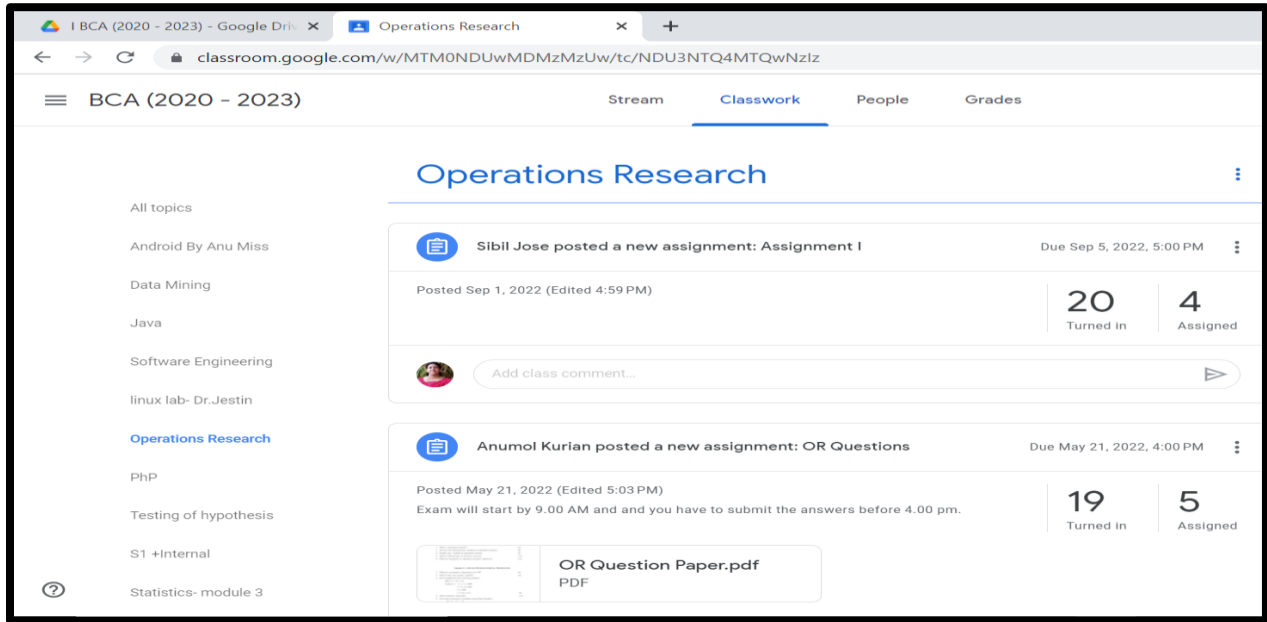 I BCA (2020 - 2023) - Google Driv
Operations Research
classroom.google.com/w/MTM0NDUwMDMzMzUw/tc/NDU3NTQ4MTQwNzIz
BCA (2020 - 2023)
Stream Classwork People Grades
Operations Research
All topics
Android By Anu Miss
Data Mining
Java
Software Engineering
linux lab- Dr.Jestin
Operations Research
PhP
Testing of hypothesis
S1 +Internal
Statistics- module 3
Sibil Jose posted a new assignment: Assignment I Due Sep 5, 2022, 5:00 PM
Posted Sep 1, 2022 (Edited 4:59 PM)
20 4
Turned in Assigned
Add class comment...
Anumol Kurian posted a new assignment: OR Questions Due May 21, 2022, 4:00 PM
Posted May 21, 2022 (Edited 5:03 PM)
Exam will start by 9.00 AM and and you have to submit the answers before 4.00 pm.
19 5
Turned in Assigned
OR Question Paper.pdf
PDF